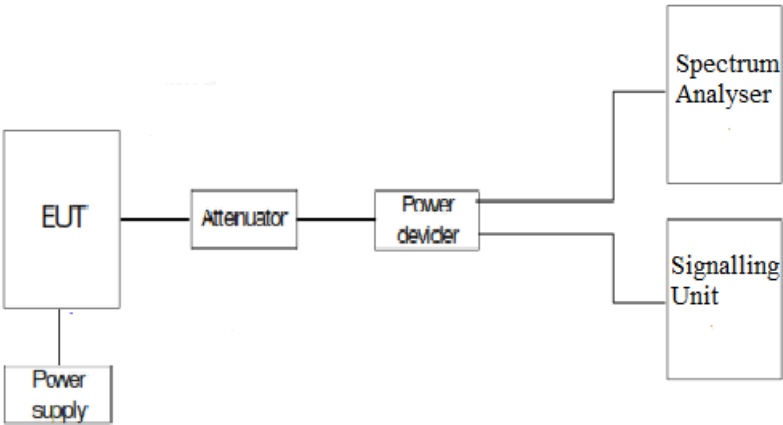 Spectrum
Analyser
EUT
Attenuator
Power
devider
Signalling
Unit
Power
supply